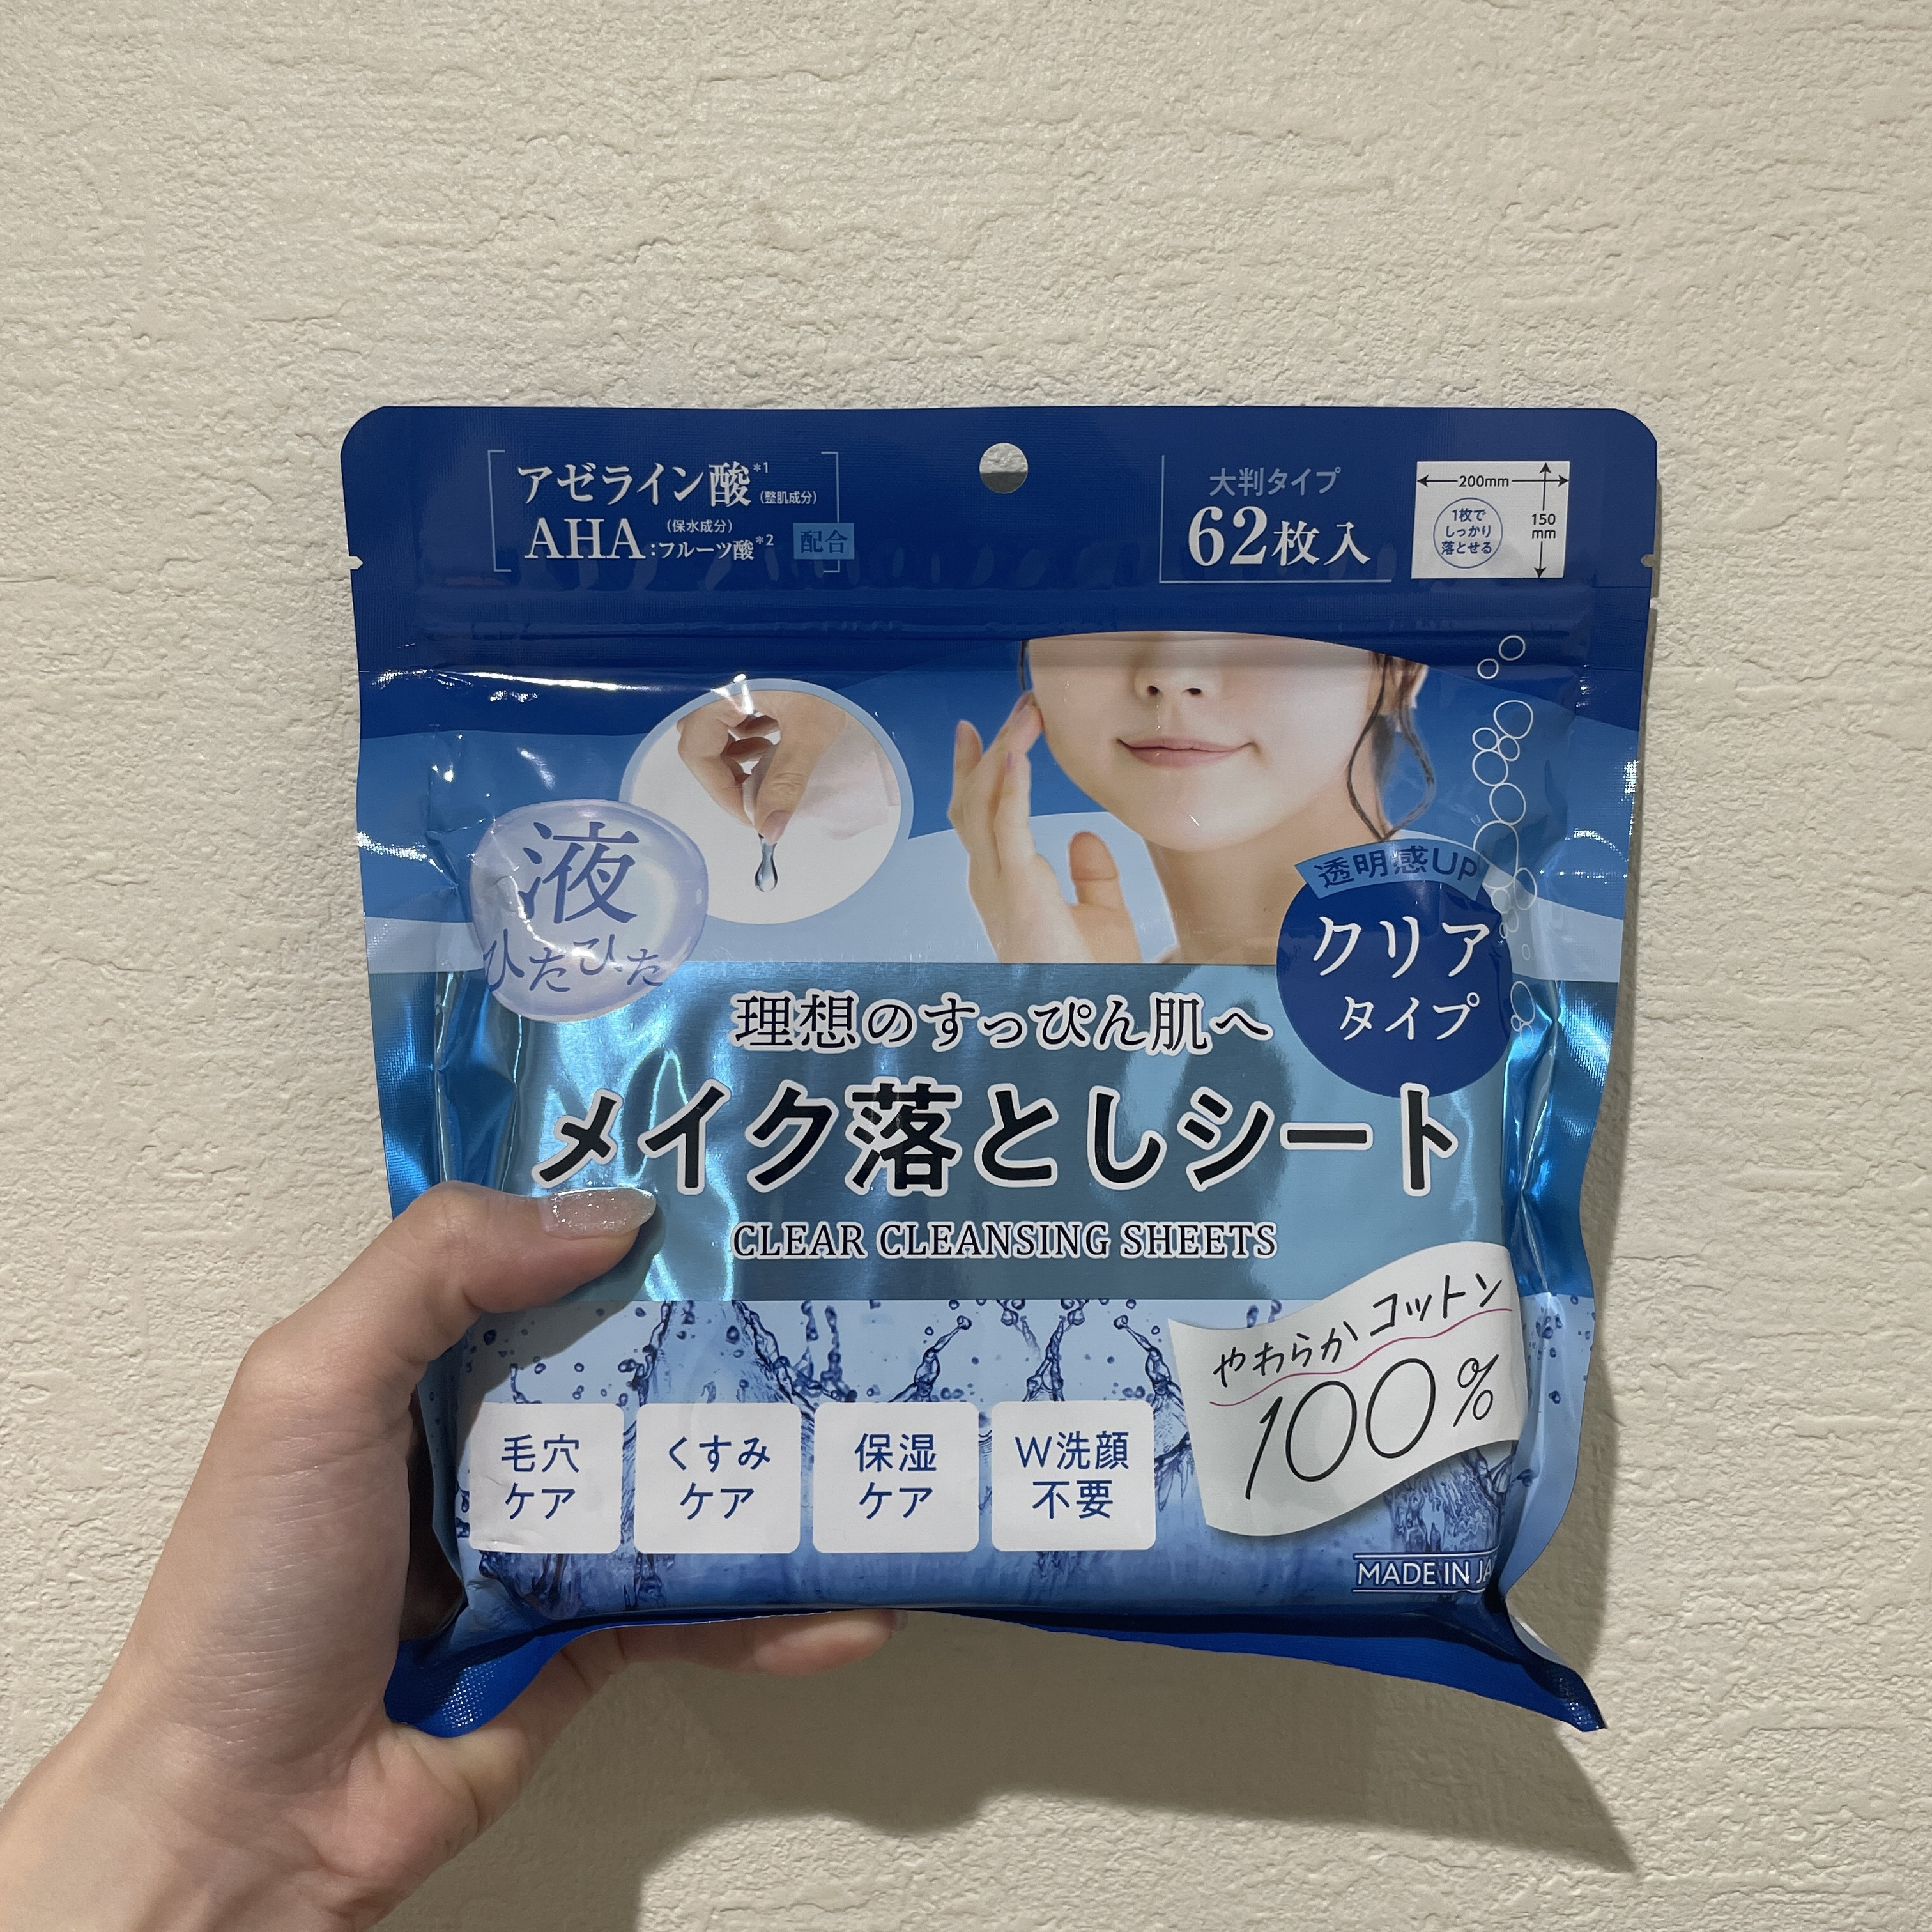 アゼライン酸*1(整肌成分)
(保水成分)
AHA:フルーツ酸*2 配合
大判タイプ
62枚入
200mm
150
mm
1枚で
しっかり
落とせる
液
ひたひた
透明感UP
クリア
タイプ
理想のすっぴん肌へ
メイク落としシート
CLEAR CLEANSING SHEETS
やわらかコットン
100%
毛穴
ケア
くすみ
ケア
保湿
ケア
W洗顔
不要
MADE IN